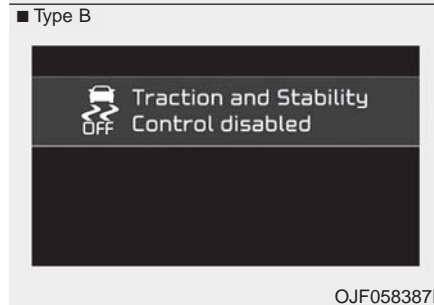 ■ Type B
Traction and Stability
OFF Control disabled
OJF058387